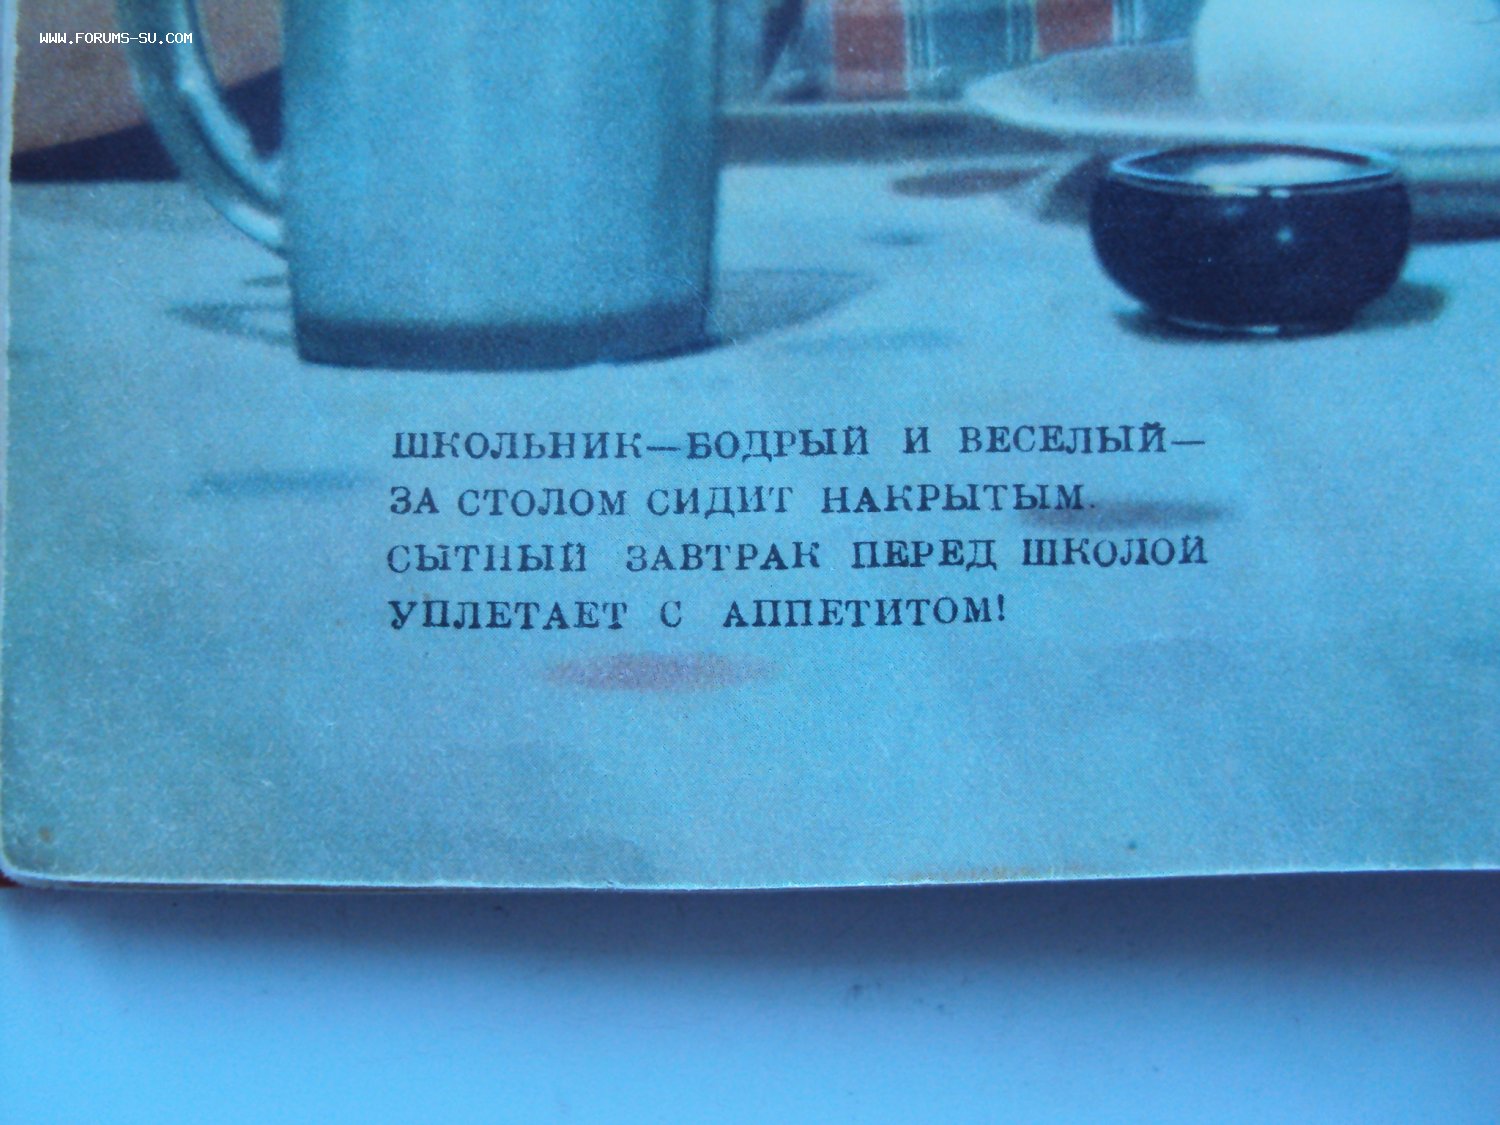 WWW.FORUMS-SU.COM
ШКОЛЬНИК—БОДРЫЙ И ВЕСЕЛЫЙ—
ЗА СТОЛОМ СИДИТ НАКРЫТЫМ.
СЫТНЫЙ ЗАВТРАК ПЕРЕД ШКОЛОЙ
УПЛЕТАЕТ С АППЕТИТОМ!